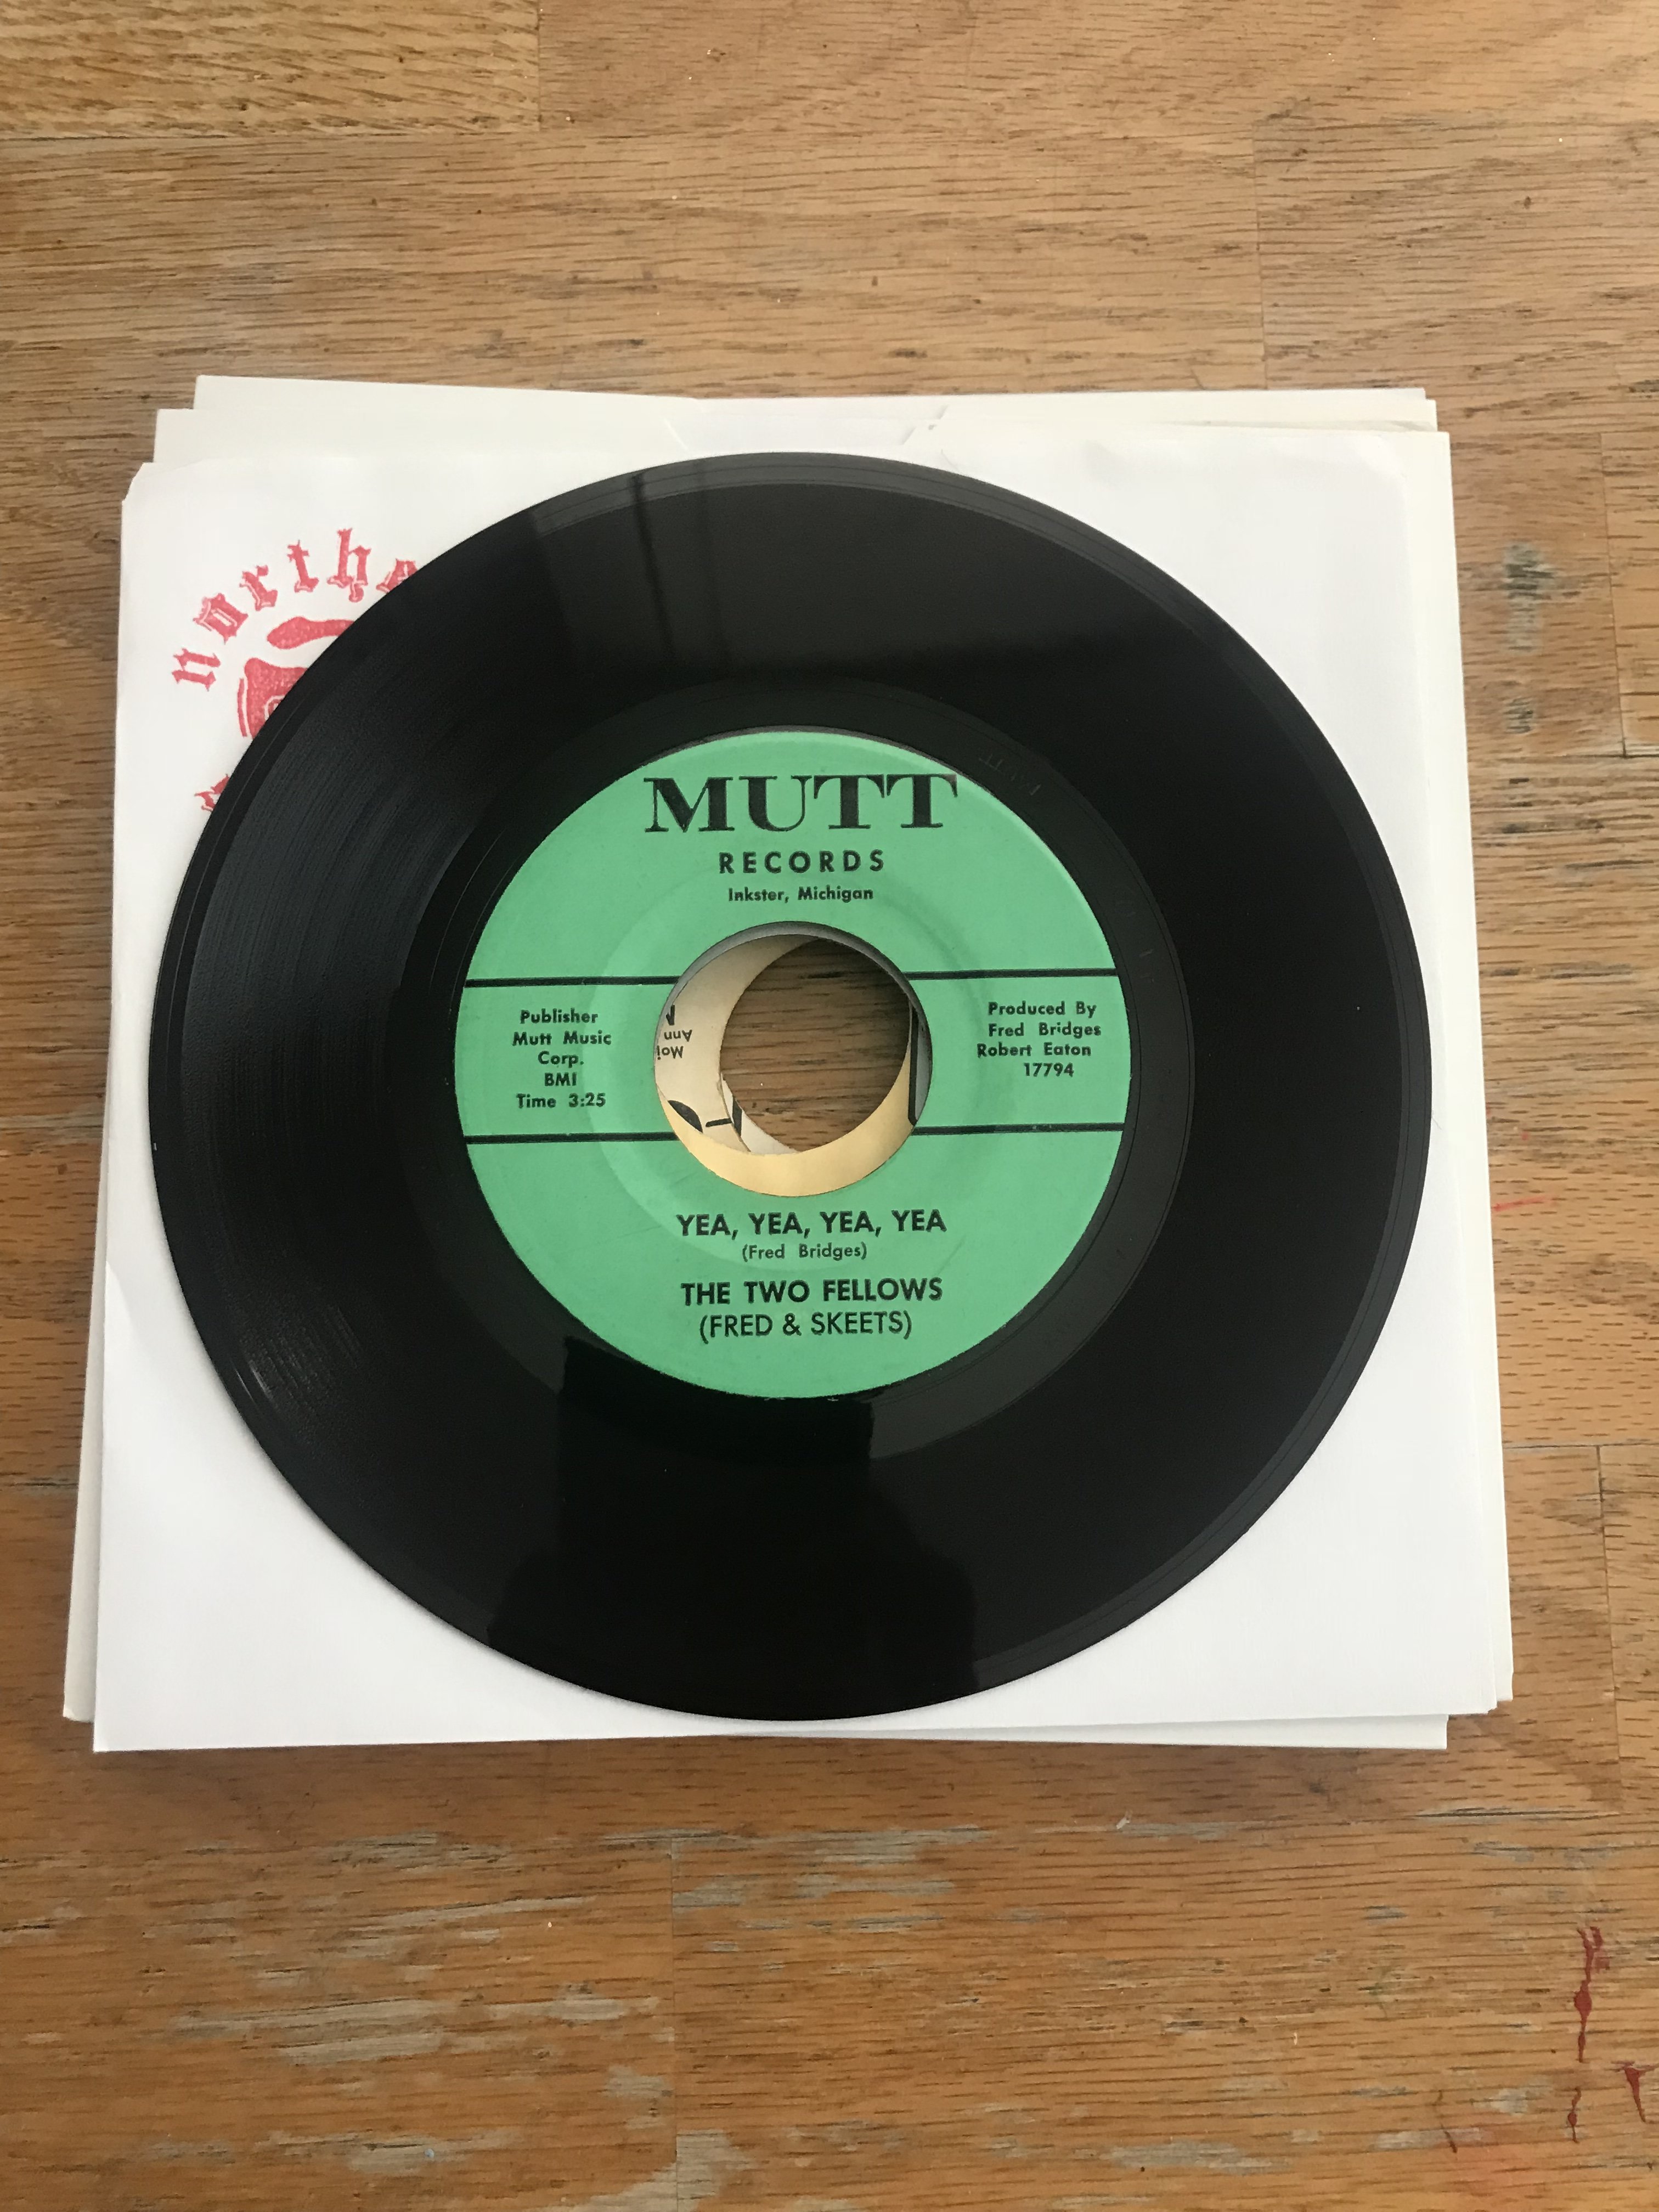 MUTT
RECORDS
Inkster, Michigan
Publisher
Mutt Music
Corp.
BMI
Time 3:25
Produced By
Fred Bridges
Robert Eaton
17794
YEA, YEA, YEA, YEA
(Fred Bridges)
THE TWO FELLOWS
(FRED & SKEETS)